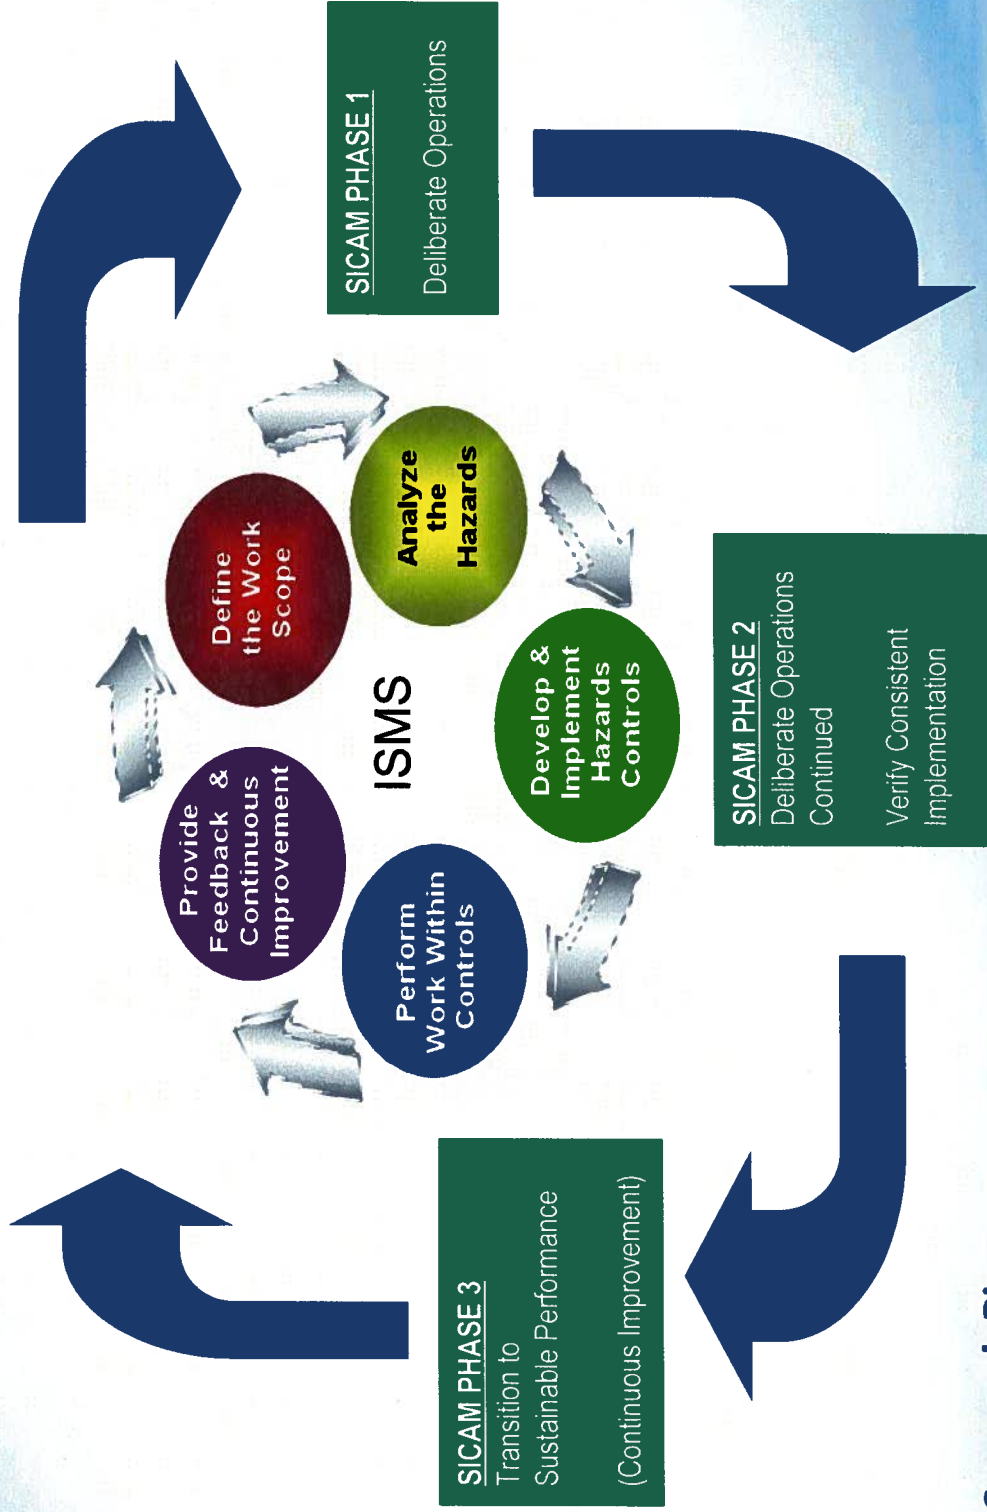 Define
the Work
Scope
Analyze
the
Hazards
Develop &
Implement
Hazards
Controls
Perform
Work Within
Controls
Provide
Feedback &
Continuous
Improvement
ISMS
SICAM PHASE 1
Deliberate Operations
SICAM PHASE 2
Deliberate Operations
Continued
Verify Consistent
Implementation
SICAM PHASE 3
Transition to
Sustainable Performance
(Continuous Improvement)